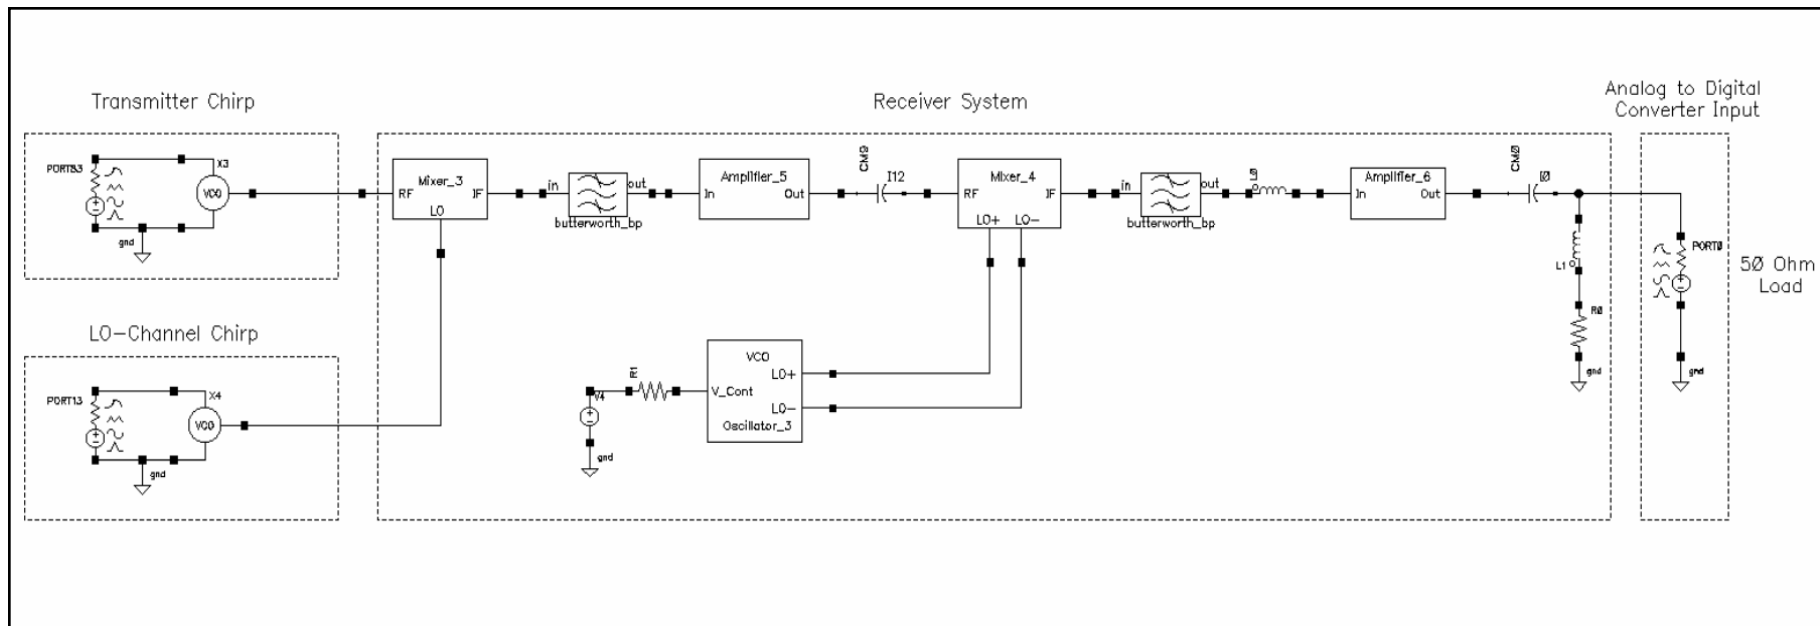 Transmitter Chirp
Receiver System
Analog to Digital
Converter Input
PORT83
X3
VCO
gnd
Mixer_3
RF
IF
LO
in
out
butterworth_bp
Amplifier_5
In
Out
CM9
I12
Mixer_4
RF
IF
LO+
LO-
in
out
butterworth_bp
L9
Amplifier_6
In
Out
CM0
I0
L1
R0
gnd
PORT0
gnd
50 Ohm
Load
LO-Channel Chirp
PORT13
X4
VCO
gnd
V4
gnd
R1
VCO
LO+
V_Cont
LO-
Oscillator_3